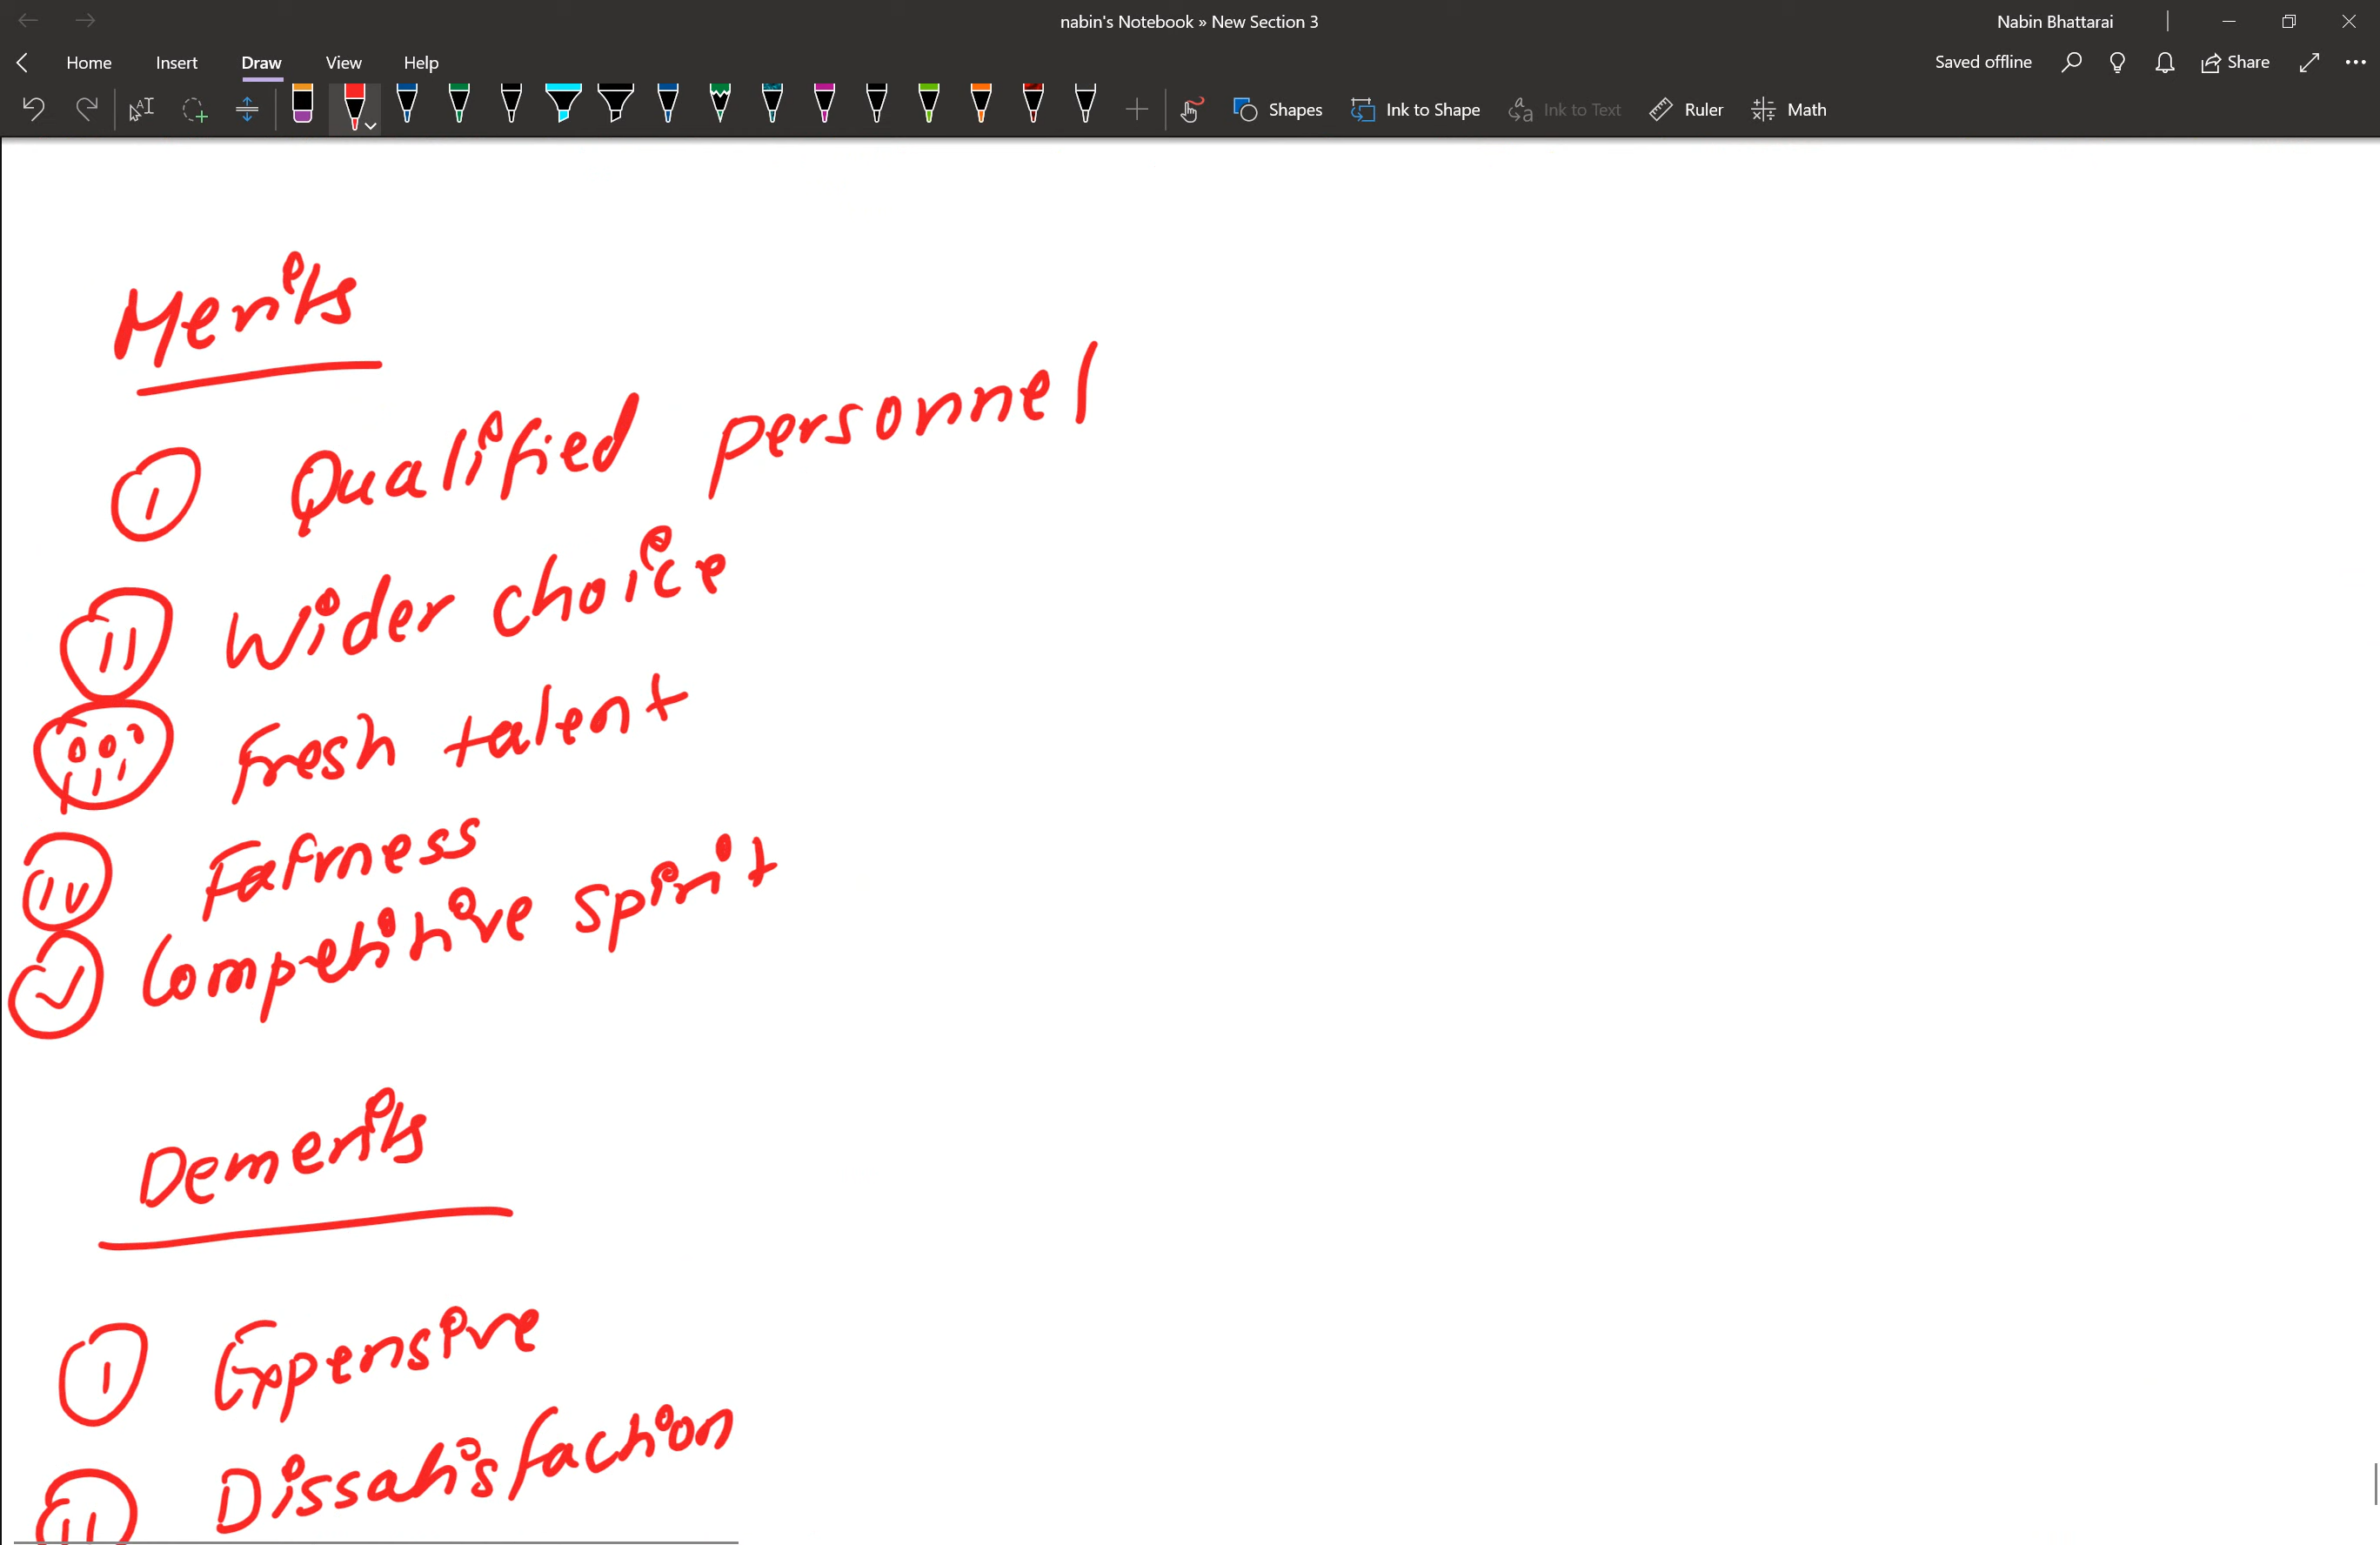 nabin's Notebook » New Section 3
Nabin Bhattarai
Home Insert Draw View Help
Saved offline
Share
Shapes Ink to Shape Ink to Text Ruler Math
Merits
(i) Qualified personnel
(ii) Wider choice
(iii) Fresh talent
(iv) Fairness
(v) Competitive spirit
Demerits
(i) Expensive
(ii) Dissatisfaction